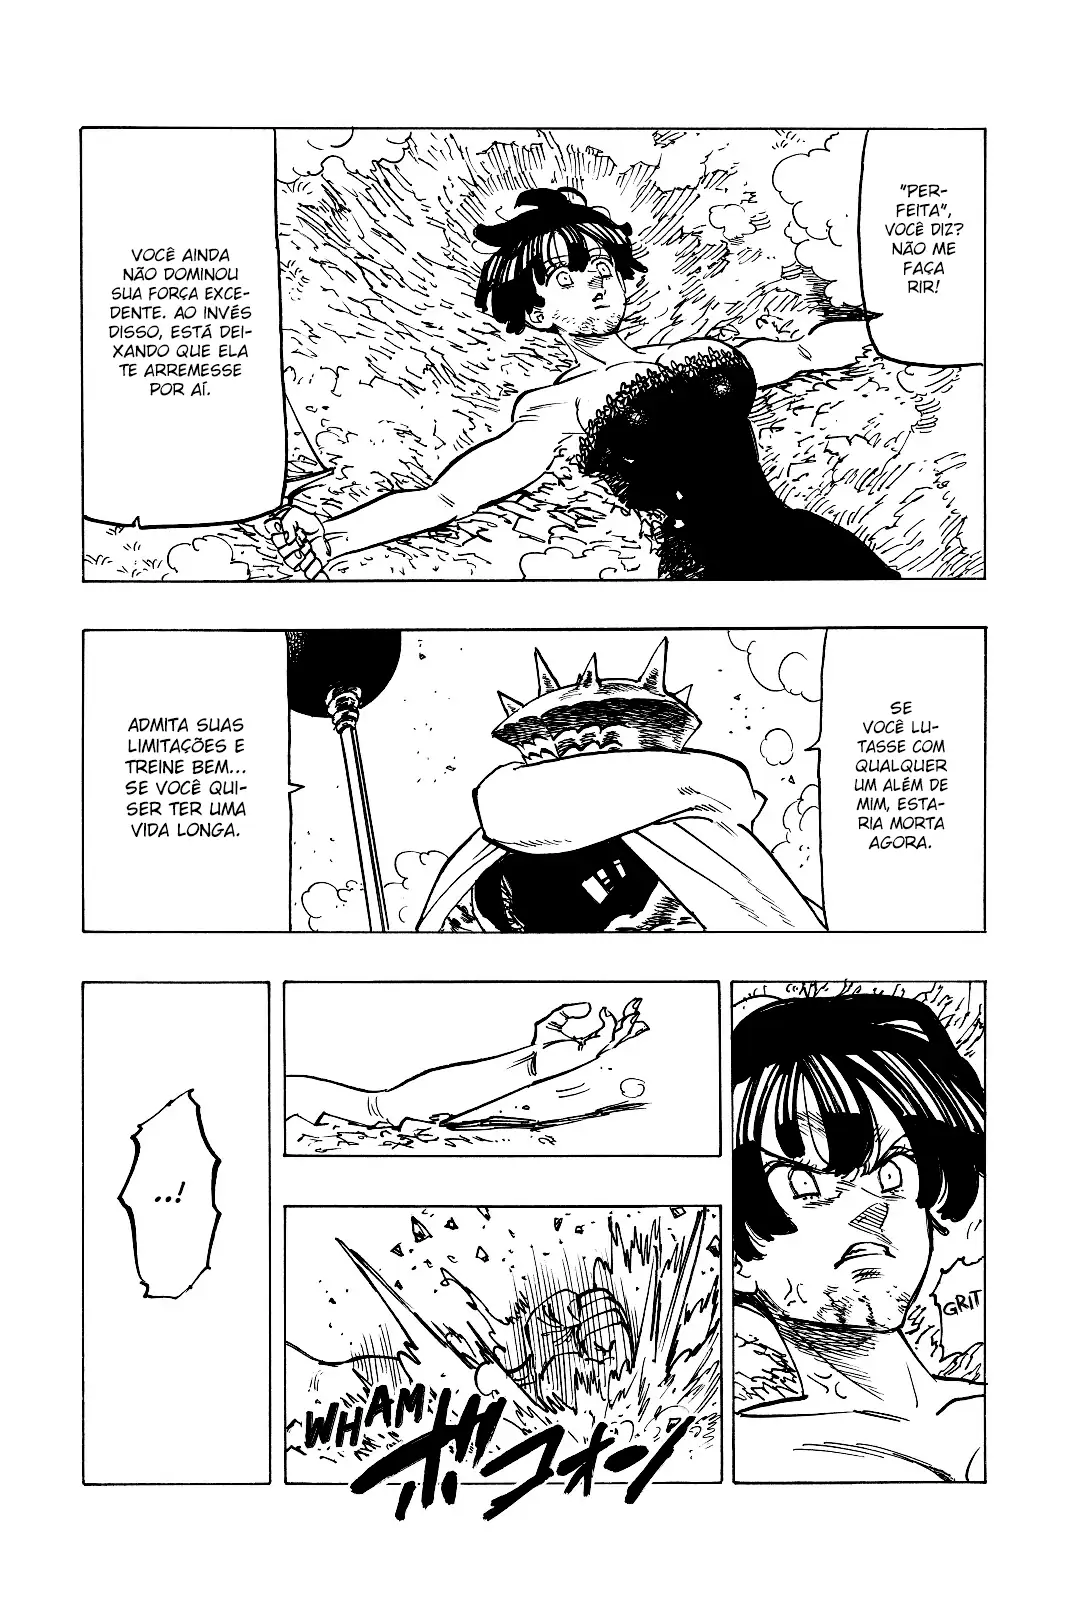 "PER-
FEITA",
VOCÊ DIZ?
NÃO ME
FAÇA
RIR!
VOCÊ AINDA
NÃO DOMINOU
SUA FORÇA EXCE-
DENTE. AO INVÉS
DISSO, ESTÁ DEI-
XANDO QUE ELA
TE ARREMESSE
POR AÍ.
SE
VOCÊ LU-
TASSE COM
QUALQUER
UM ALÉM DE
MIM, ESTA-
RIA MORTA
AGORA.
ADMITA SUAS
LIMITAÇÕES E
TREINE BEM...
SE VOCÊ QUI-
SER TER UMA
VIDA LONGA.
GRIT
WHAM
ボコォーン
...!